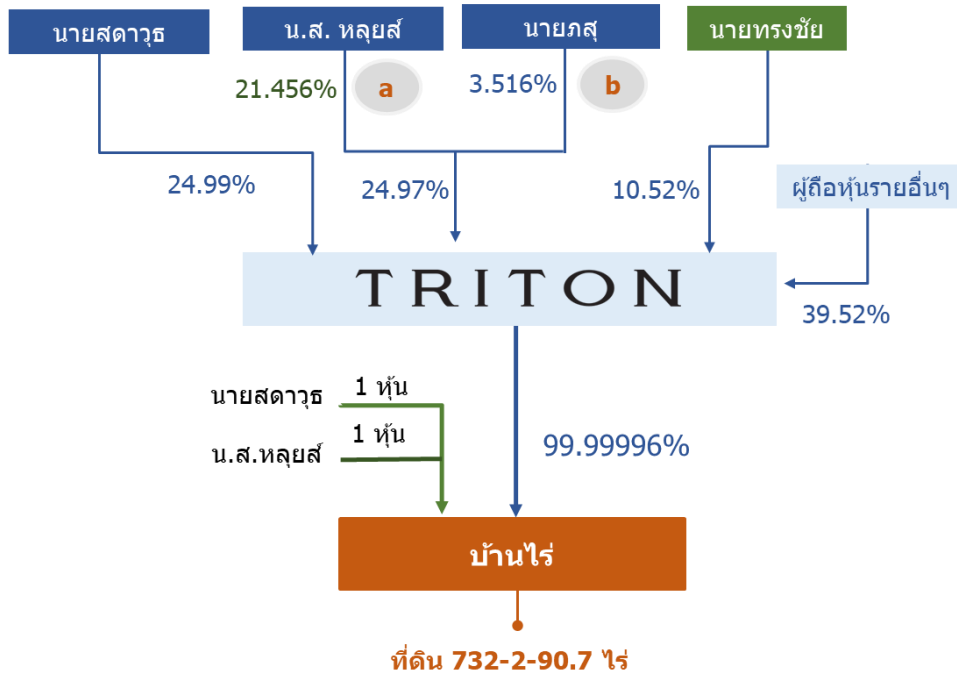 นายสดาวุธ
น.ส. หลุยส์
นายภสุ
นายทรงชัย
21.456%
a
3.516%
b
24.99%
24.97%
10.52%
ผู้ถือหุ้นรายอื่นๆ
TRITON
39.52%
นายสดาวุธ
1 หุ้น
น.ส.หลุยส์
1 หุ้น
99.99996%
บ้านไร่
ที่ดิน 732-2-90.7 ไร่